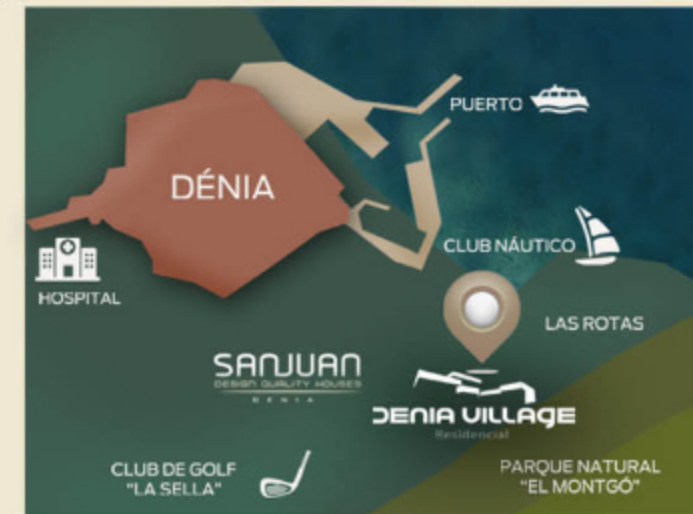 PUERTO
DÉNIA
CLUB NÁUTICO
HOSPITAL
LAS ROTAS
SANJUAN
DESIGN QUALITY HOUSES
DENIA
DENIA VILLAGE
Residencial
CLUB DE GOLF
"LA SELLA"
PARQUE NATURAL
"EL MONTGÓ"